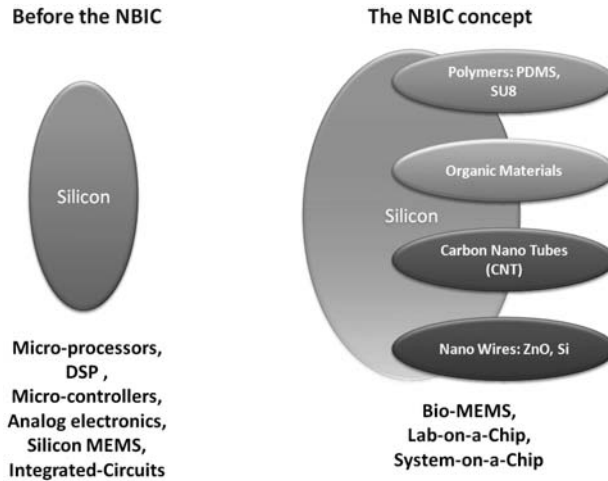 Before the NBIC
Silicon
Micro-processors,
DSP ,
Micro-controllers,
Analog electronics,
Silicon MEMS,
Integrated-Circuits
The NBIC concept
Polymers: PDMS,
SU8
Organic Materials
Silicon
Carbon Nano Tubes
(CNT)
Nano Wires: ZnO, Si
Bio-MEMS,
Lab-on-a-Chip,
System-on-a-Chip